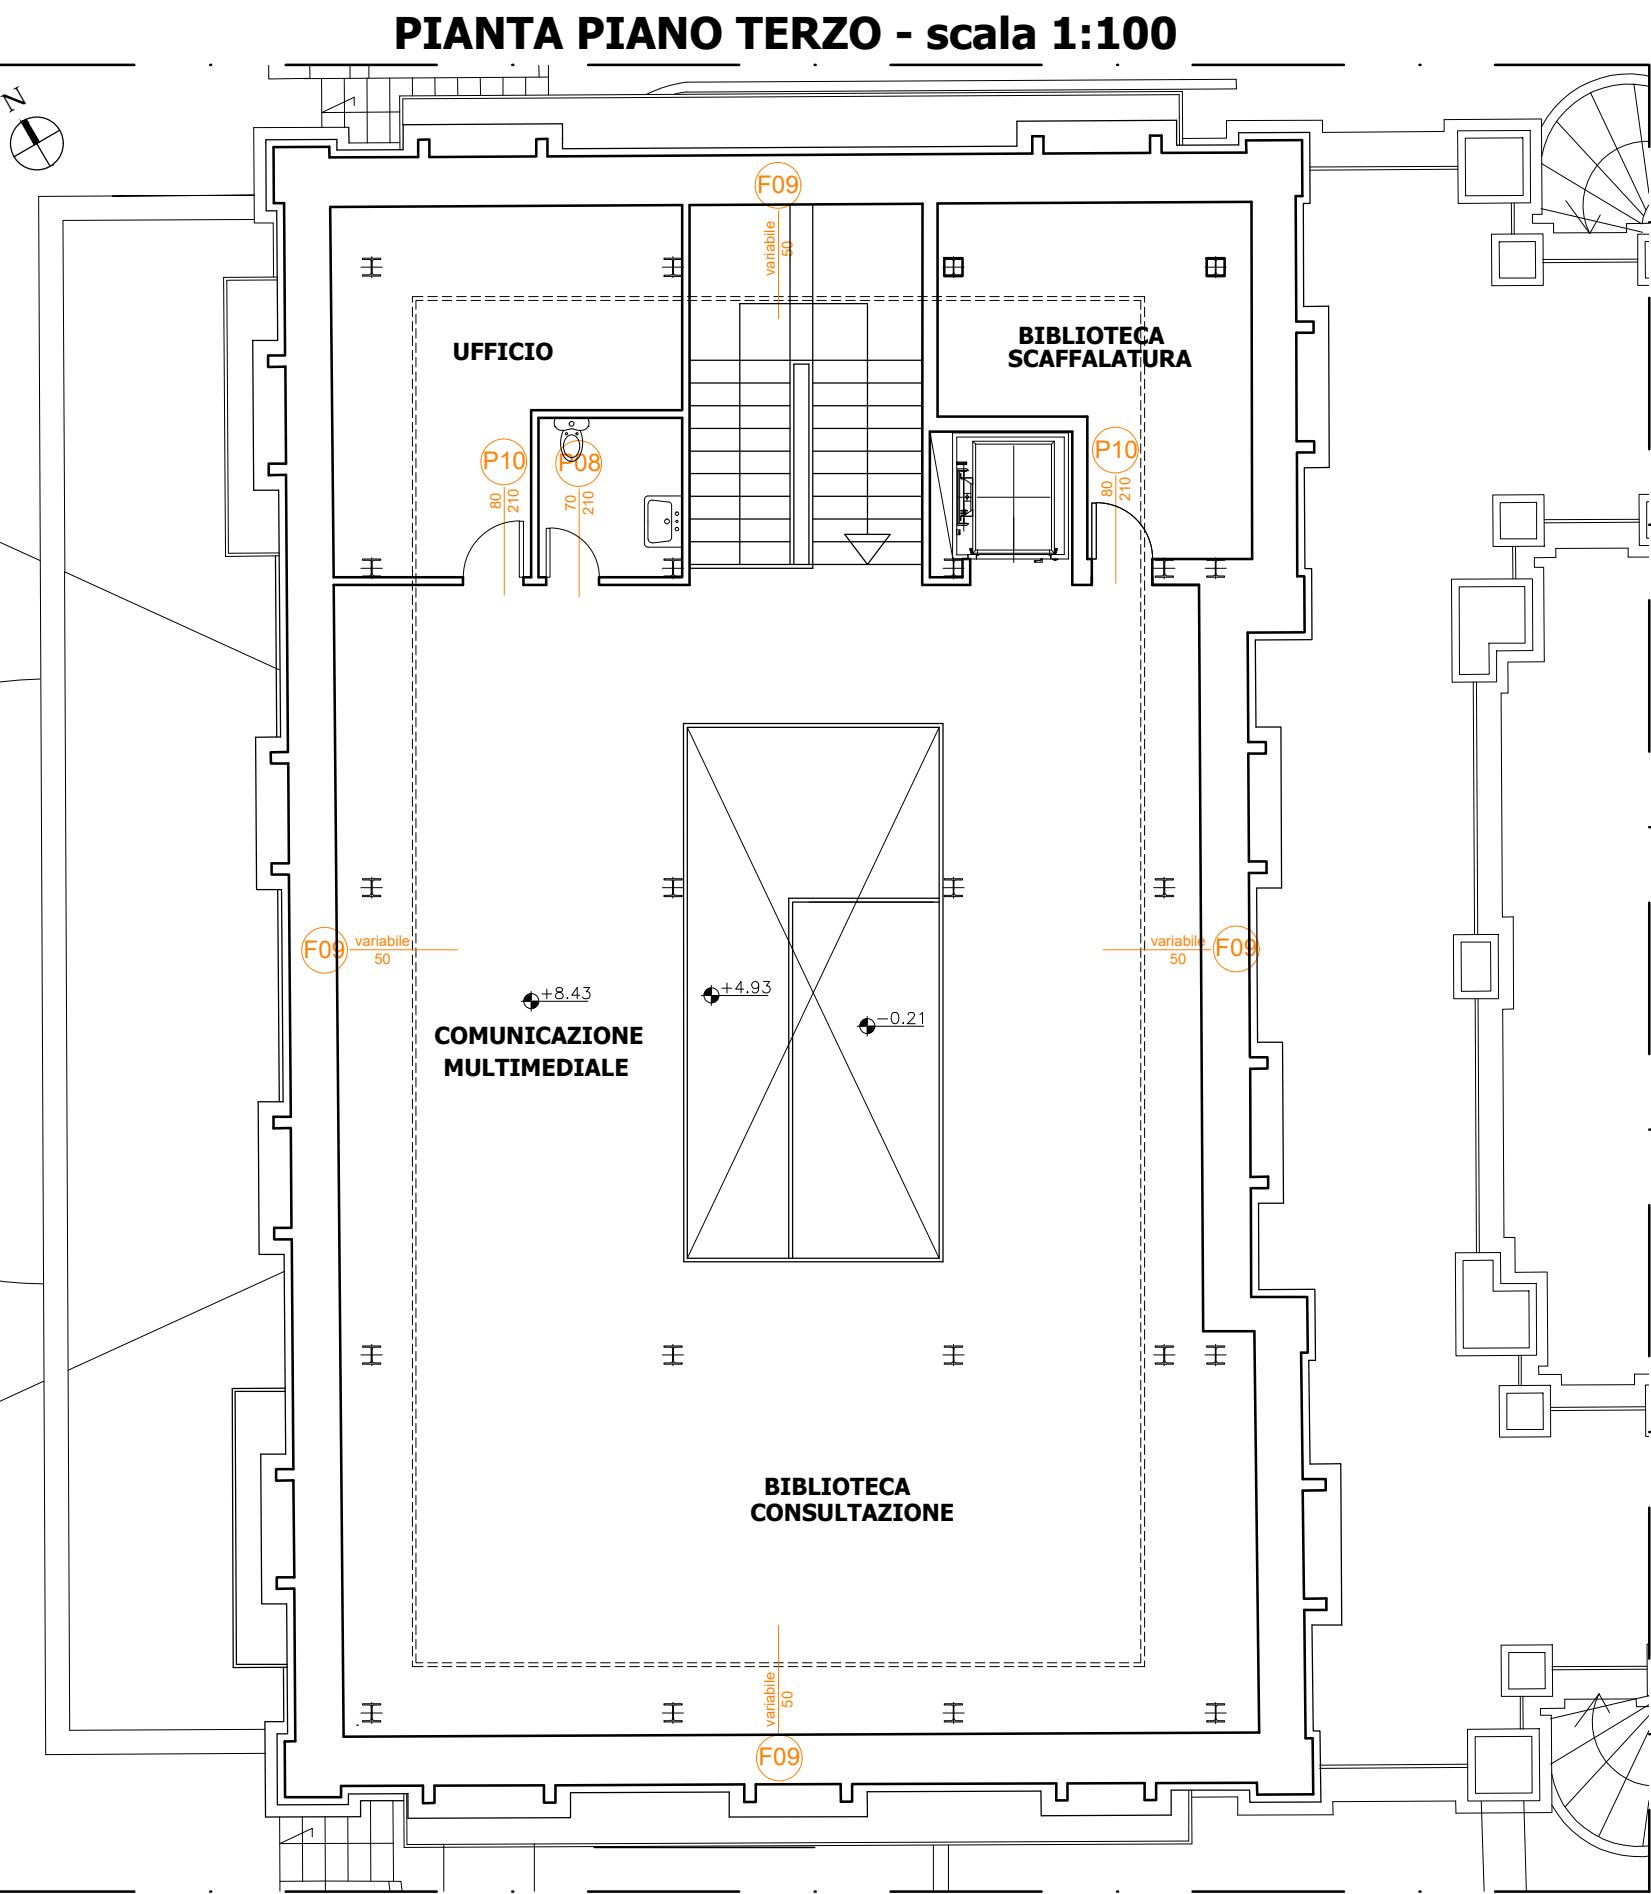 PIANTA PIANO TERZO - scala 1:100
N
F09
variabile
50
UFFICIO
BIBLIOTECA
SCAFFALATURA
P10
80
210
P08
70
210
P10
80
210
F09
variabile
50
variabile
50
F09
+8.43
+4.93
-0.21
COMUNICAZIONE
MULTIMEDIALE
BIBLIOTECA
CONSULTAZIONE
variabile
50
F09